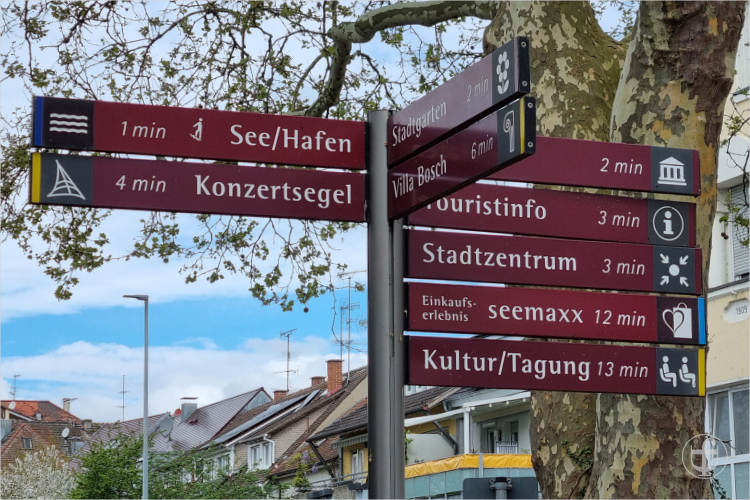 1 min See/Hafen
4 min Konzertsegel
Stadtgarten 2 min
Villa Bosch 6 min
2 min
Touristinfo 3 min
i
Stadtzentrum 3 min
Einkaufs-
erlebnis seemaxx 12 min
Kultur/Tagung 13 min
1909